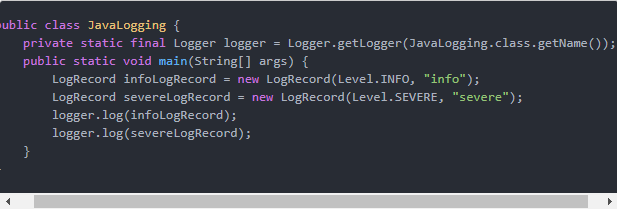 public class JavaLogging {
    private static final Logger logger = Logger.getLogger(JavaLogging.class.getName());
    public static void main(String[] args) {
        LogRecord infoLogRecord = new LogRecord(Level.INFO, "info");
        LogRecord severeLogRecord = new LogRecord(Level.SEVERE, "severe");
        logger.log(infoLogRecord);
        logger.log(severeLogRecord);
    }
}